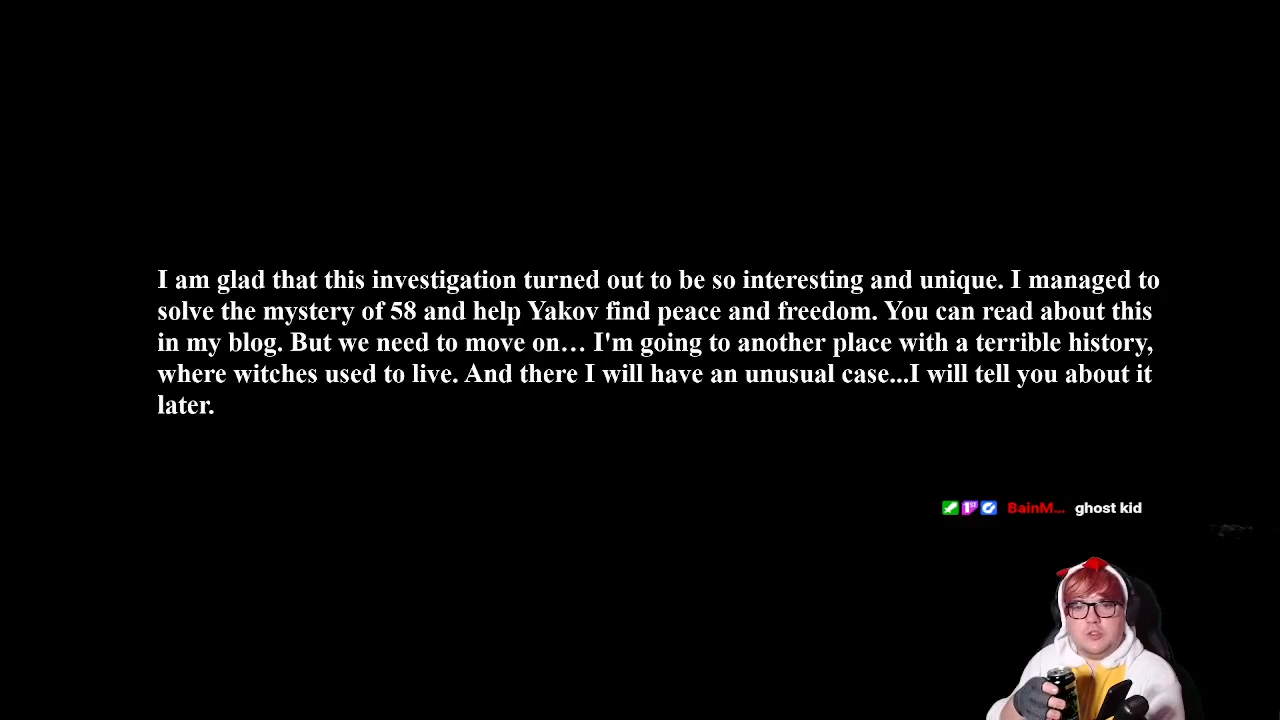 I am glad that this investigation turned out to be so interesting and unique. I managed to
solve the mystery of 58 and help Yakov find peace and freedom. You can read about this
in my blog. But we need to move on… I'm going to another place with a terrible history,
where witches used to live. And there I will have an unusual case...I will tell you about it
later.
1ST BainM... ghost kid